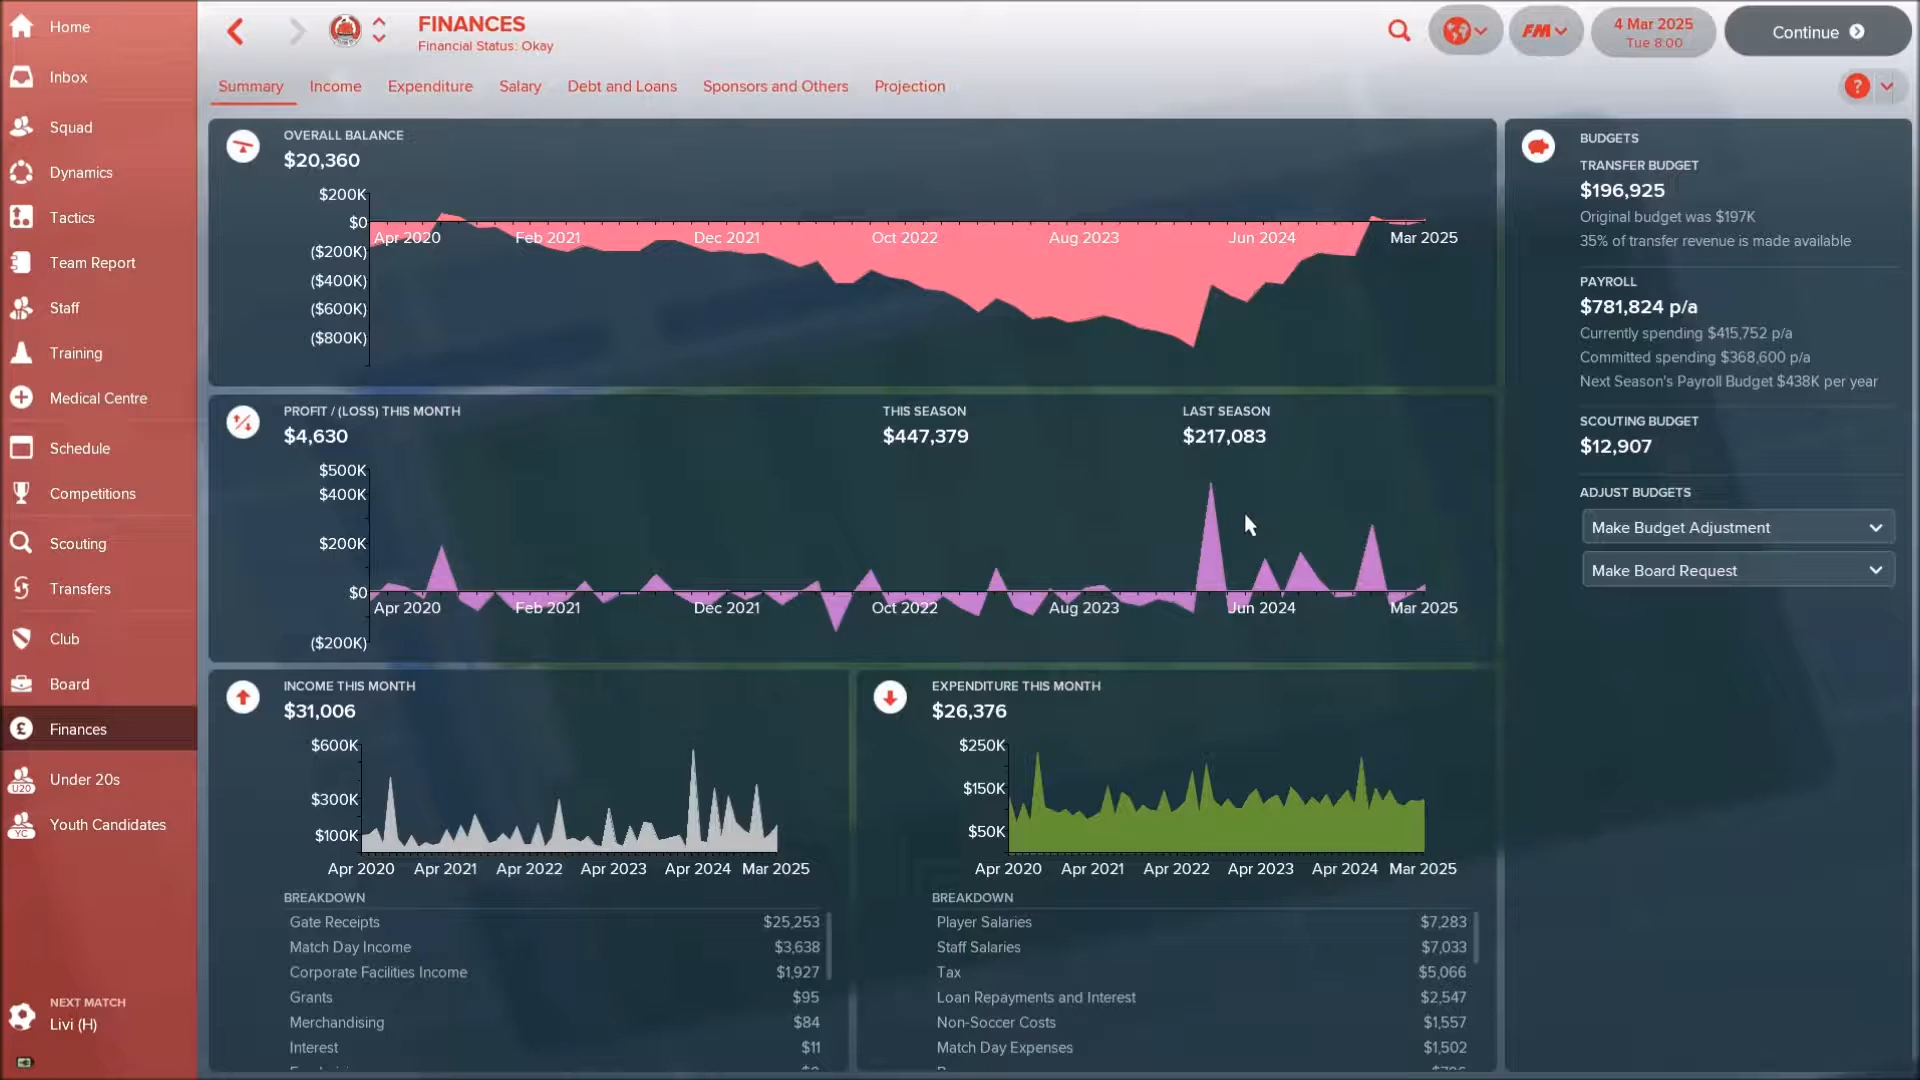 Home
Inbox
Squad
Dynamics
Tactics
Team Report
Staff
Training
Medical Centre
Schedule
Competitions
Scouting
Transfers
Club
Board
£ Finances
U20 Under 20s
YC Youth Candidates
NEXT MATCH
Livi (H)
FINANCES
Financial Status: Okay
FM
4 Mar 2025
Tue 8:00
Continue
Summary Income Expenditure Salary Debt and Loans Sponsors and Others Projection
?
OVERALL BALANCE
$20,360
$200K
$0
($200K)
($400K)
($600K)
($800K)
Apr 2020 Feb 2021 Dec 2021 Oct 2022 Aug 2023 Jun 2024 Mar 2025
PROFIT / (LOSS) THIS MONTH
$4,630
THIS SEASON
$447,379
LAST SEASON
$217,083
$500K
$400K
$200K
$0
($200K)
Apr 2020 Feb 2021 Dec 2021 Oct 2022 Aug 2023 Jun 2024 Mar 2025
INCOME THIS MONTH
$31,006
$600K
$300K
$100K
Apr 2020 Apr 2021 Apr 2022 Apr 2023 Apr 2024 Mar 2025
BREAKDOWN
Gate Receipts $25,253
Match Day Income $3,638
Corporate Facilities Income $1,927
Grants $95
Merchandising $84
Interest $11
EXPENDITURE THIS MONTH
$26,376
$250K
$150K
$50K
Apr 2020 Apr 2021 Apr 2022 Apr 2023 Apr 2024 Mar 2025
BREAKDOWN
Player Salaries $7,283
Staff Salaries $7,033
Tax $5,066
Loan Repayments and Interest $2,547
Non-Soccer Costs $1,557
Match Day Expenses $1,502
BUDGETS
TRANSFER BUDGET
$196,925
Original budget was $197K
35% of transfer revenue is made available
PAYROLL
$781,824 p/a
Currently spending $415,752 p/a
Committed spending $368,600 p/a
Next Season's Payroll Budget $438K per year
SCOUTING BUDGET
$12,907
ADJUST BUDGETS
Make Budget Adjustment
Make Board Request